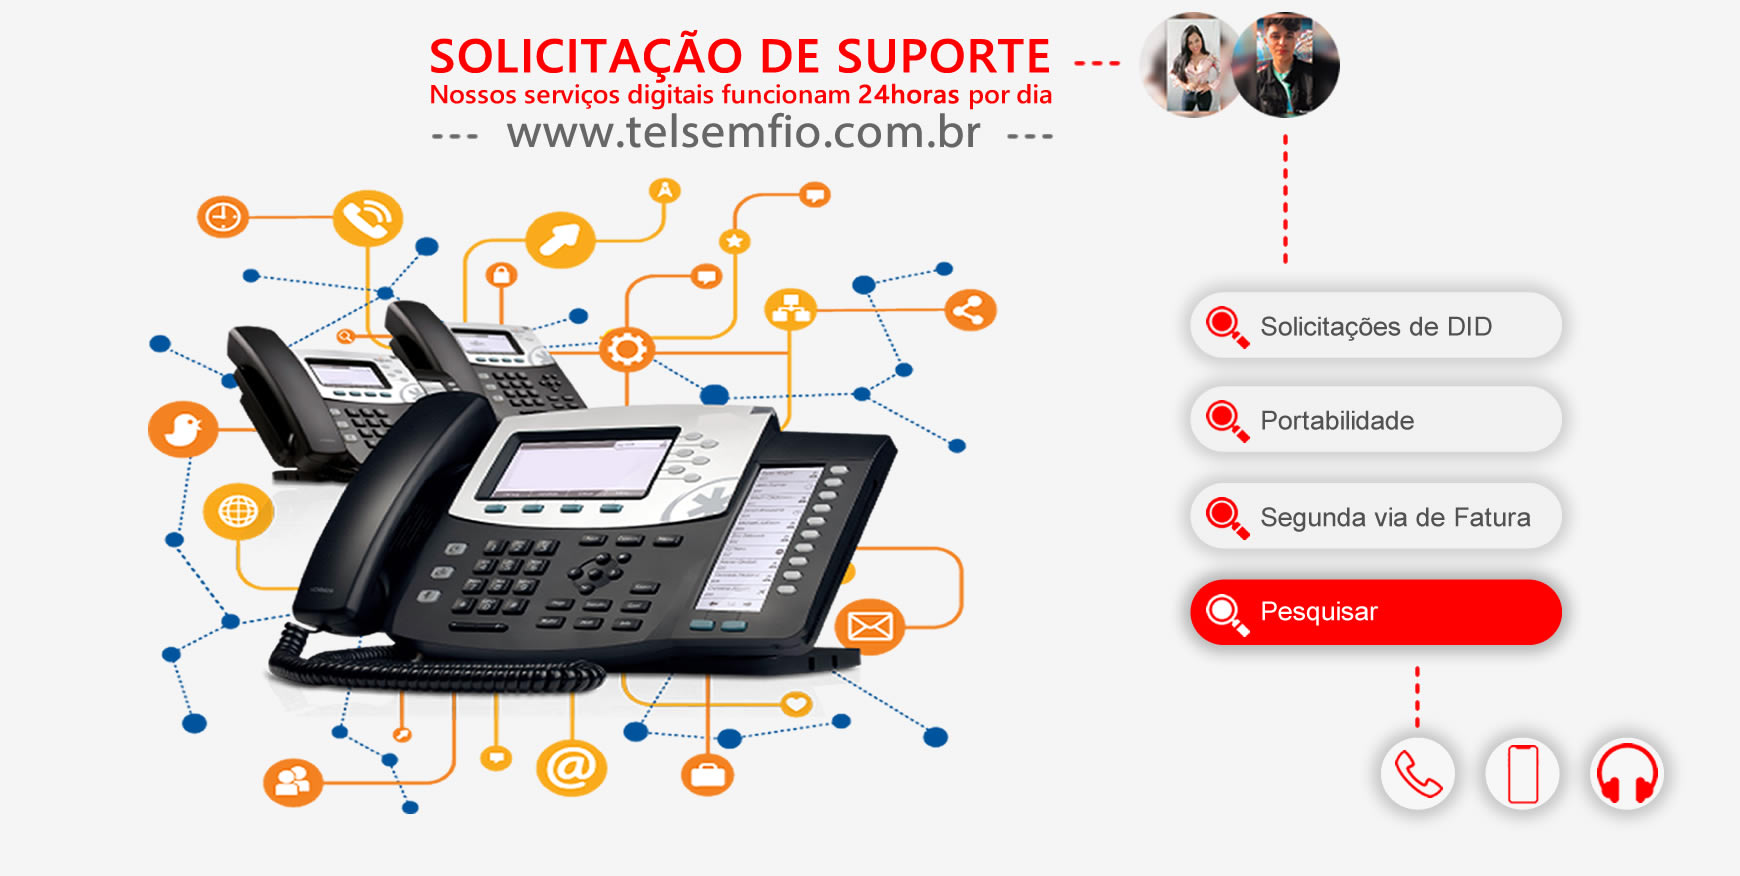 SOLICITAÇÃO DE SUPORTE ---
Nossos serviços digitais funcionam 24horas por dia
--- www.telsemfio.com.br ---
Solicitações de DID
Portabilidade
Segunda via de Fatura
Pesquisar
@